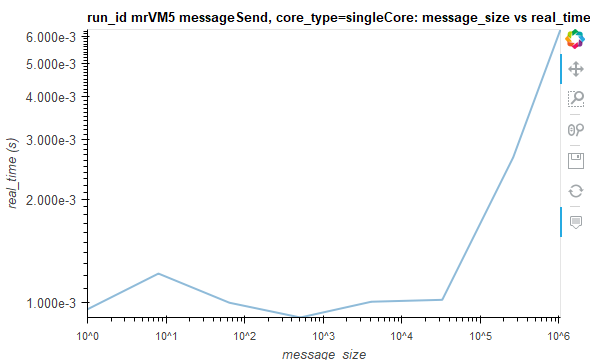 run_id mrVM5 messageSend, core_type=singleCore: message_size vs real_time
6.000e-3
5.000e-3
4.000e-3
3.000e-3
2.000e-3
1.000e-3
real_time (s)
10^0 10^1 10^2 10^3 10^4 10^5 10^6
message_size